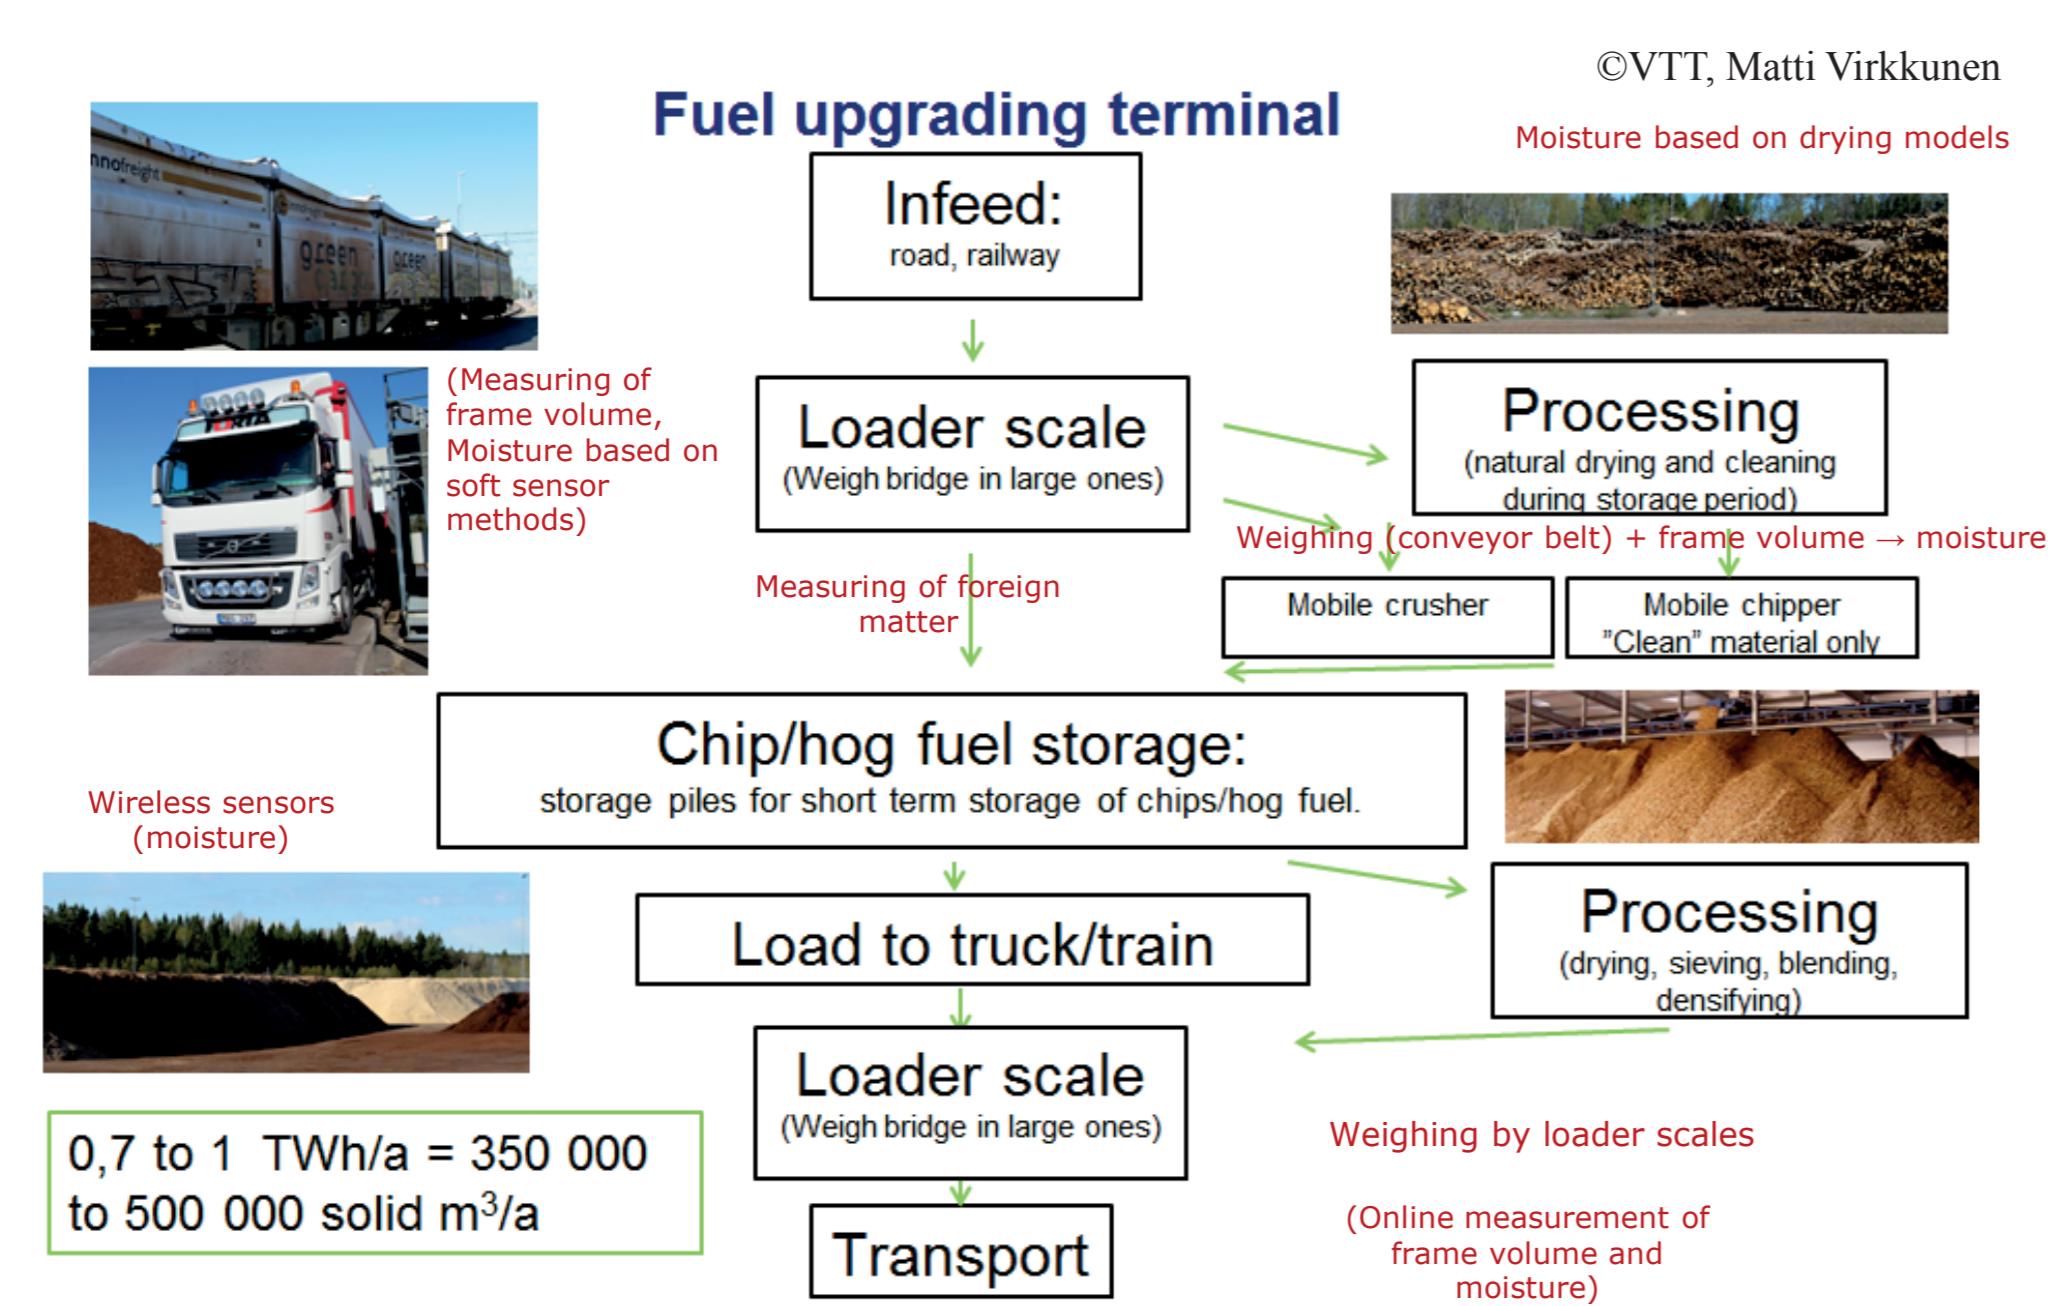 ©VTT, Matti Virkkunen
Fuel upgrading terminal
Moisture based on drying models
nnofreight
innofreight
green
cargo
green
Infeed:
road, railway
(Measuring of
frame volume,
Moisture based on
soft sensor
methods)
Loader scale
(Weigh bridge in large ones)
Processing
(natural drying and cleaning
during storage period)
Weighing (conveyor belt) + frame volume → moisture
Measuring of foreign
matter
Mobile crusher
Mobile chipper
”Clean” material only
Chip/hog fuel storage:
storage piles for short term storage of chips/hog fuel.
Wireless sensors
(moisture)
Load to truck/train
Processing
(drying, sieving, blending,
densifying)
Loader scale
(Weigh bridge in large ones)
0,7 to 1 TWh/a = 350 000
to 500 000 solid m³/a
Weighing by loader scales
(Online measurement of
frame volume and
moisture)
Transport